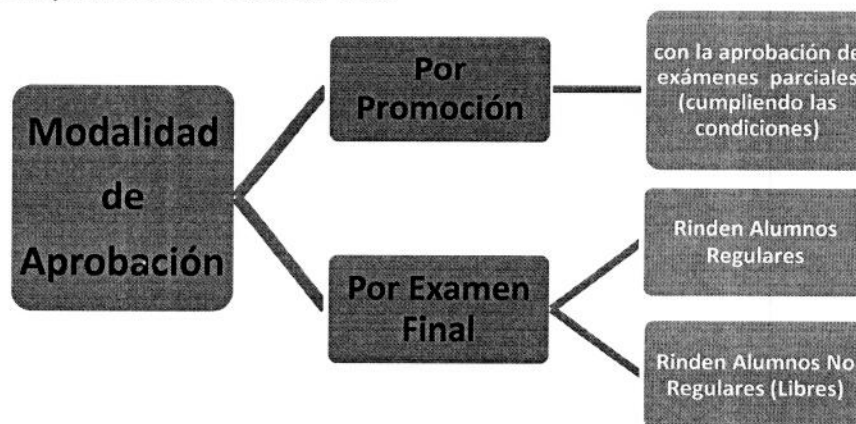 Modalidad
de
Aprobación
Por
Promoción
con la aprobación de
exámenes parciales
(cumpliendo las
condiciones)
Por Examen
Final
Rinden Alumnos
Regulares
Rinden Alumnos No
Regulares (Libres)